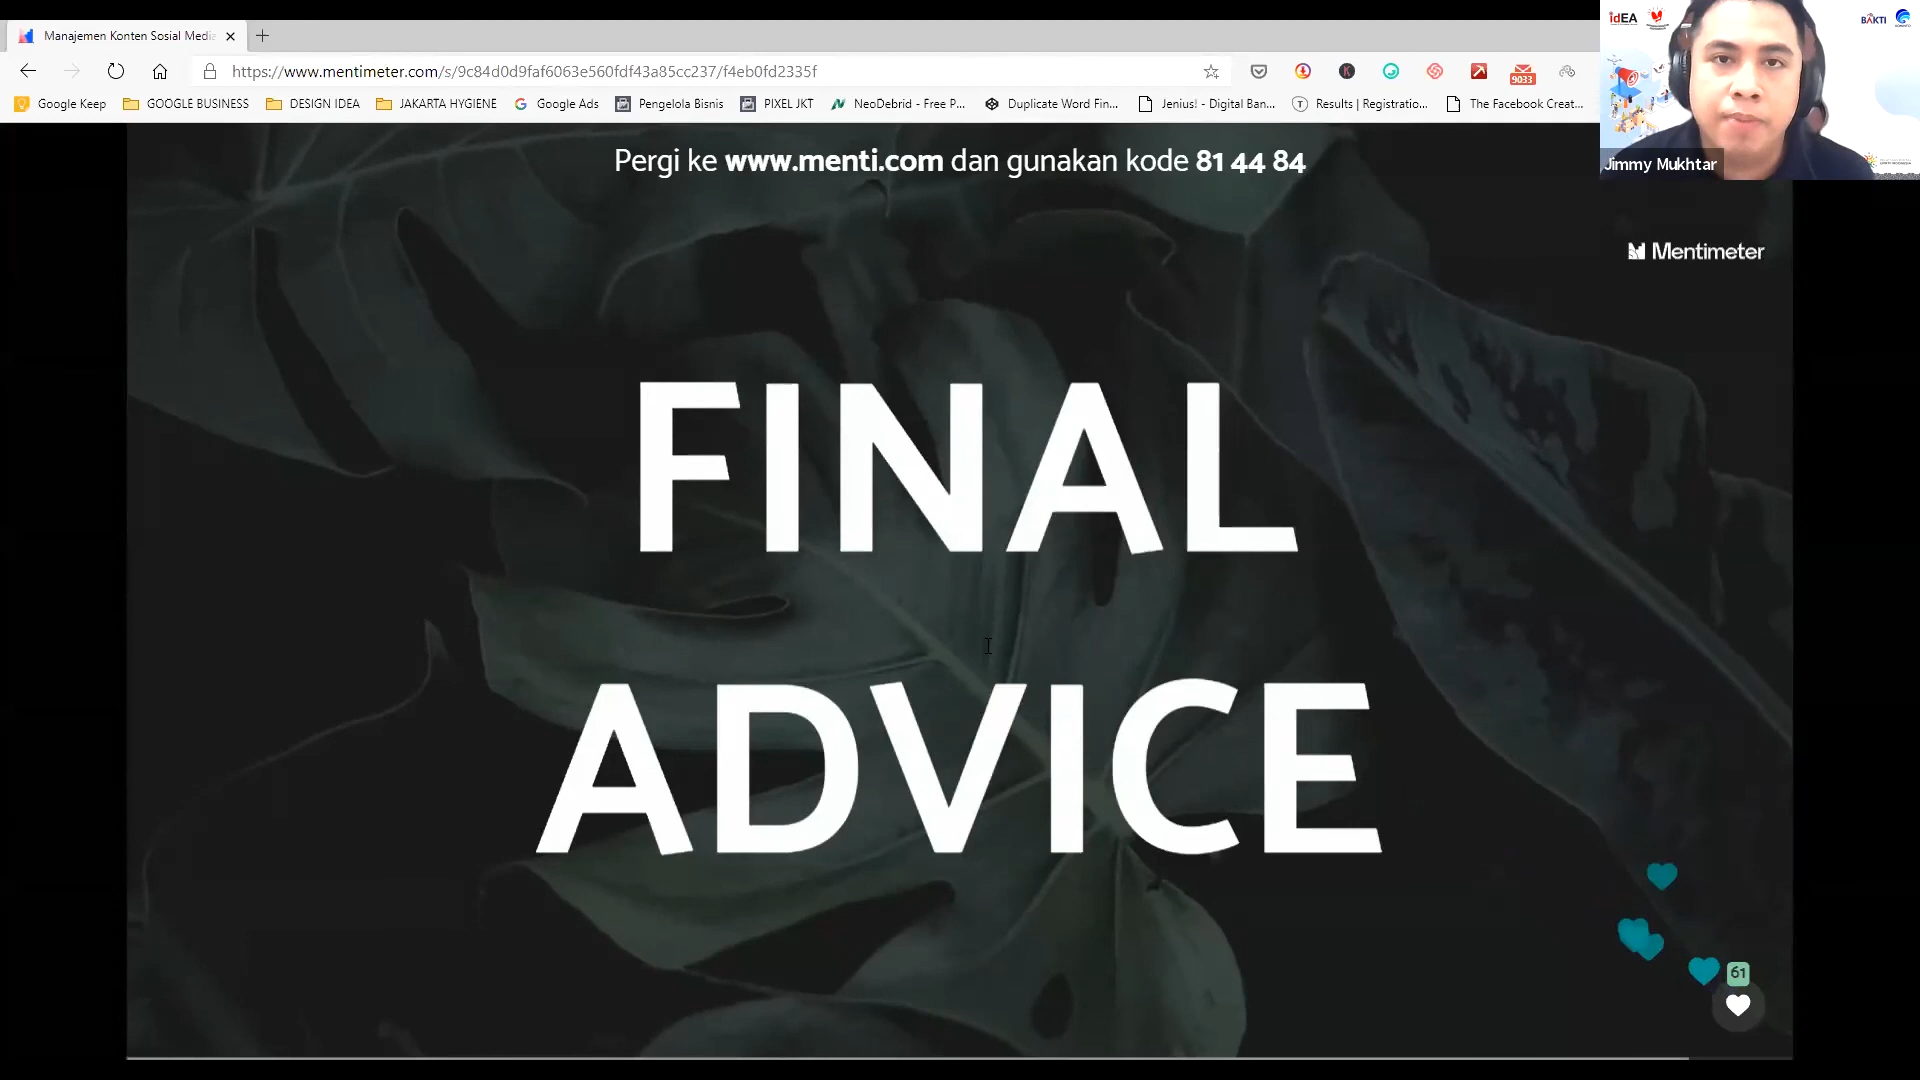 Manajemen Konten Sosial Media
https://www.mentimeter.com/s/9c84d0d9faf6063e560fdf43a85cc237/f4eb0fd2335f
9033
Google Keep GOOGLE BUSINESS DESIGN IDEA JAKARTA HYGIENE Google Ads Pengelola Bisnis PIXEL JKT NeoDebrid - Free P... Duplicate Word Fin... Jenius! - Digital Ban... Results | Registratio... The Facebook Creat...
idEA
BAKTI
Jimmy Mukhtar
Pergi ke www.menti.com dan gunakan kode 81 44 84
Mentimeter
FINAL
ADVICE
61